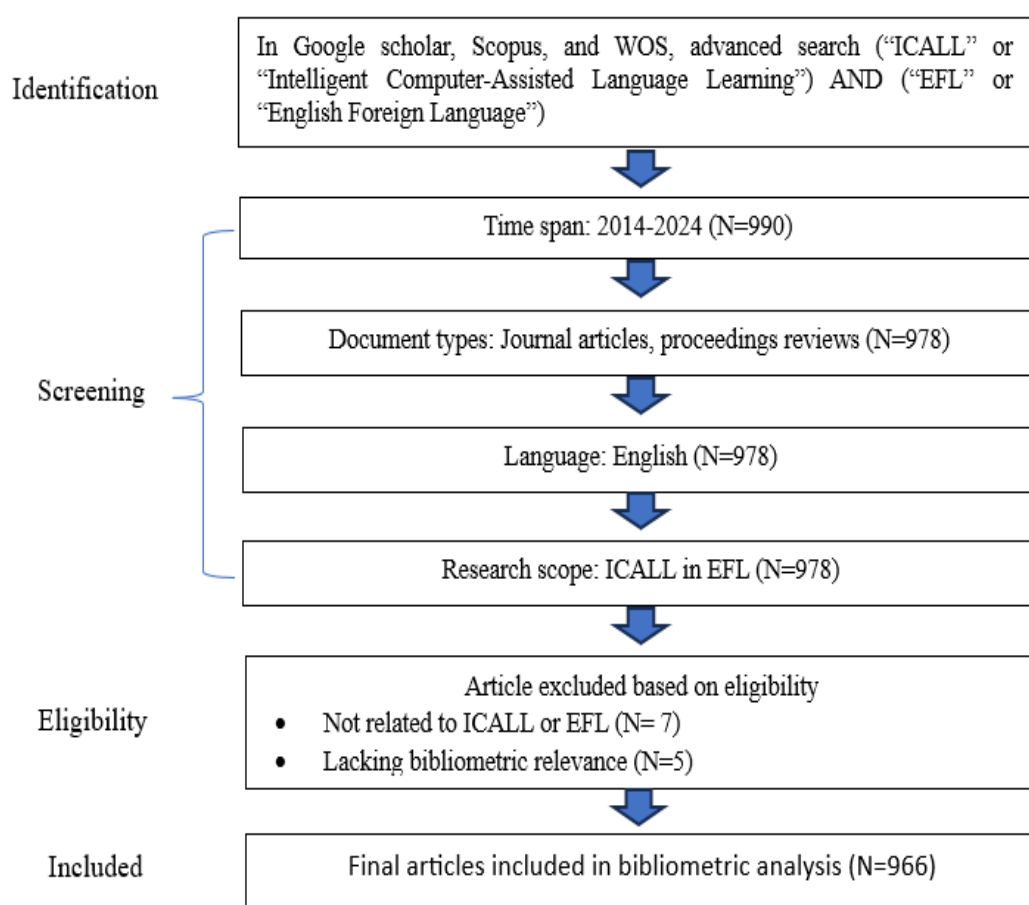 In Google scholar, Scopus, and WOS, advanced search (“ICALL” or
“Intelligent Computer-Assisted Language Learning”) AND (“EFL” or
“English Foreign Language”)
Identification
Time span: 2014-2024 (N=990)
Document types: Journal articles, proceedings reviews (N=978)
Screening
Language: English (N=978)
Research scope: ICALL in EFL (N=978)
Article excluded based on eligibility
Eligibility
• Not related to ICALL or EFL (N= 7)
• Lacking bibliometric relevance (N=5)
Included
Final articles included in bibliometric analysis (N=966)